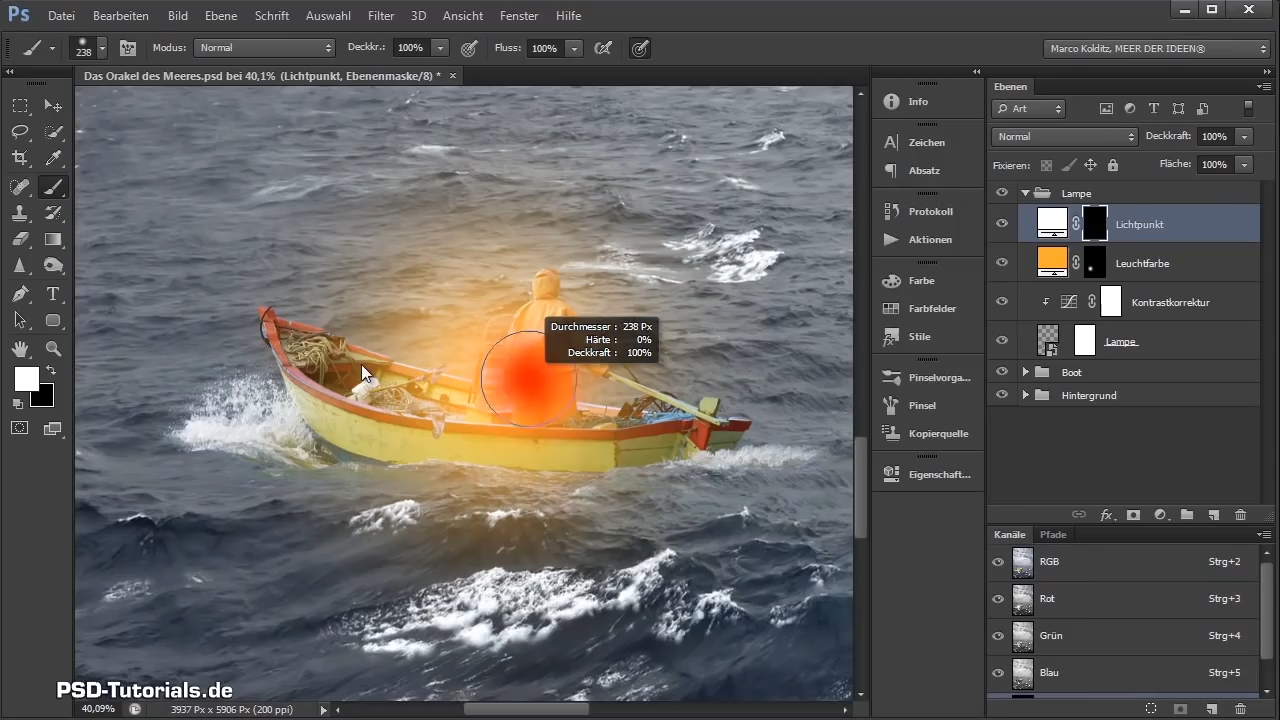 Ps Datei Bearbeiten Bild Ebene Schrift Auswahl Filter 3D Ansicht Fenster Hilfe
238 Modus: Normal Deckkr.: 100% Fluss: 100% Marco Kolditz, MEER DER IDEEN®
Das Orakel des Meeres.psd bei 40,1% (Lichtpunkt, Ebenenmaske/8) * ×
Durchmesser : 238 Px
Härte : 0%
Deckkraft : 100%
Info
Zeichen
Absatz
Protokoll
Aktionen
Farbe
Farbfelder
Stile
Pinselvorga...
Pinsel
Kopierquelle
Eigenschaft...
Ebenen
Art
Normal Deckkraft: 100%
Fixieren: Fläche: 100%
Lampe
Lichtpunkt
Leuchtfarbe
Kontrastkorrektur
Lampe
Boot
Hintergrund
fx
Kanäle Pfade
RGB Strg+2
Rot Strg+3
Grün Strg+4
Blau Strg+5
PSD-Tutorials.de
40,09% 3937 Px x 5906 Px (200 ppi)